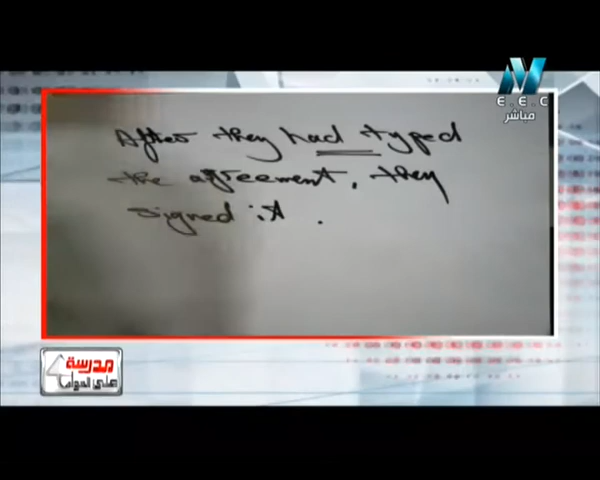 E.E.C
مباشر
After they had typed
the agreement, they
signed it .
مدرسة
على الهواء